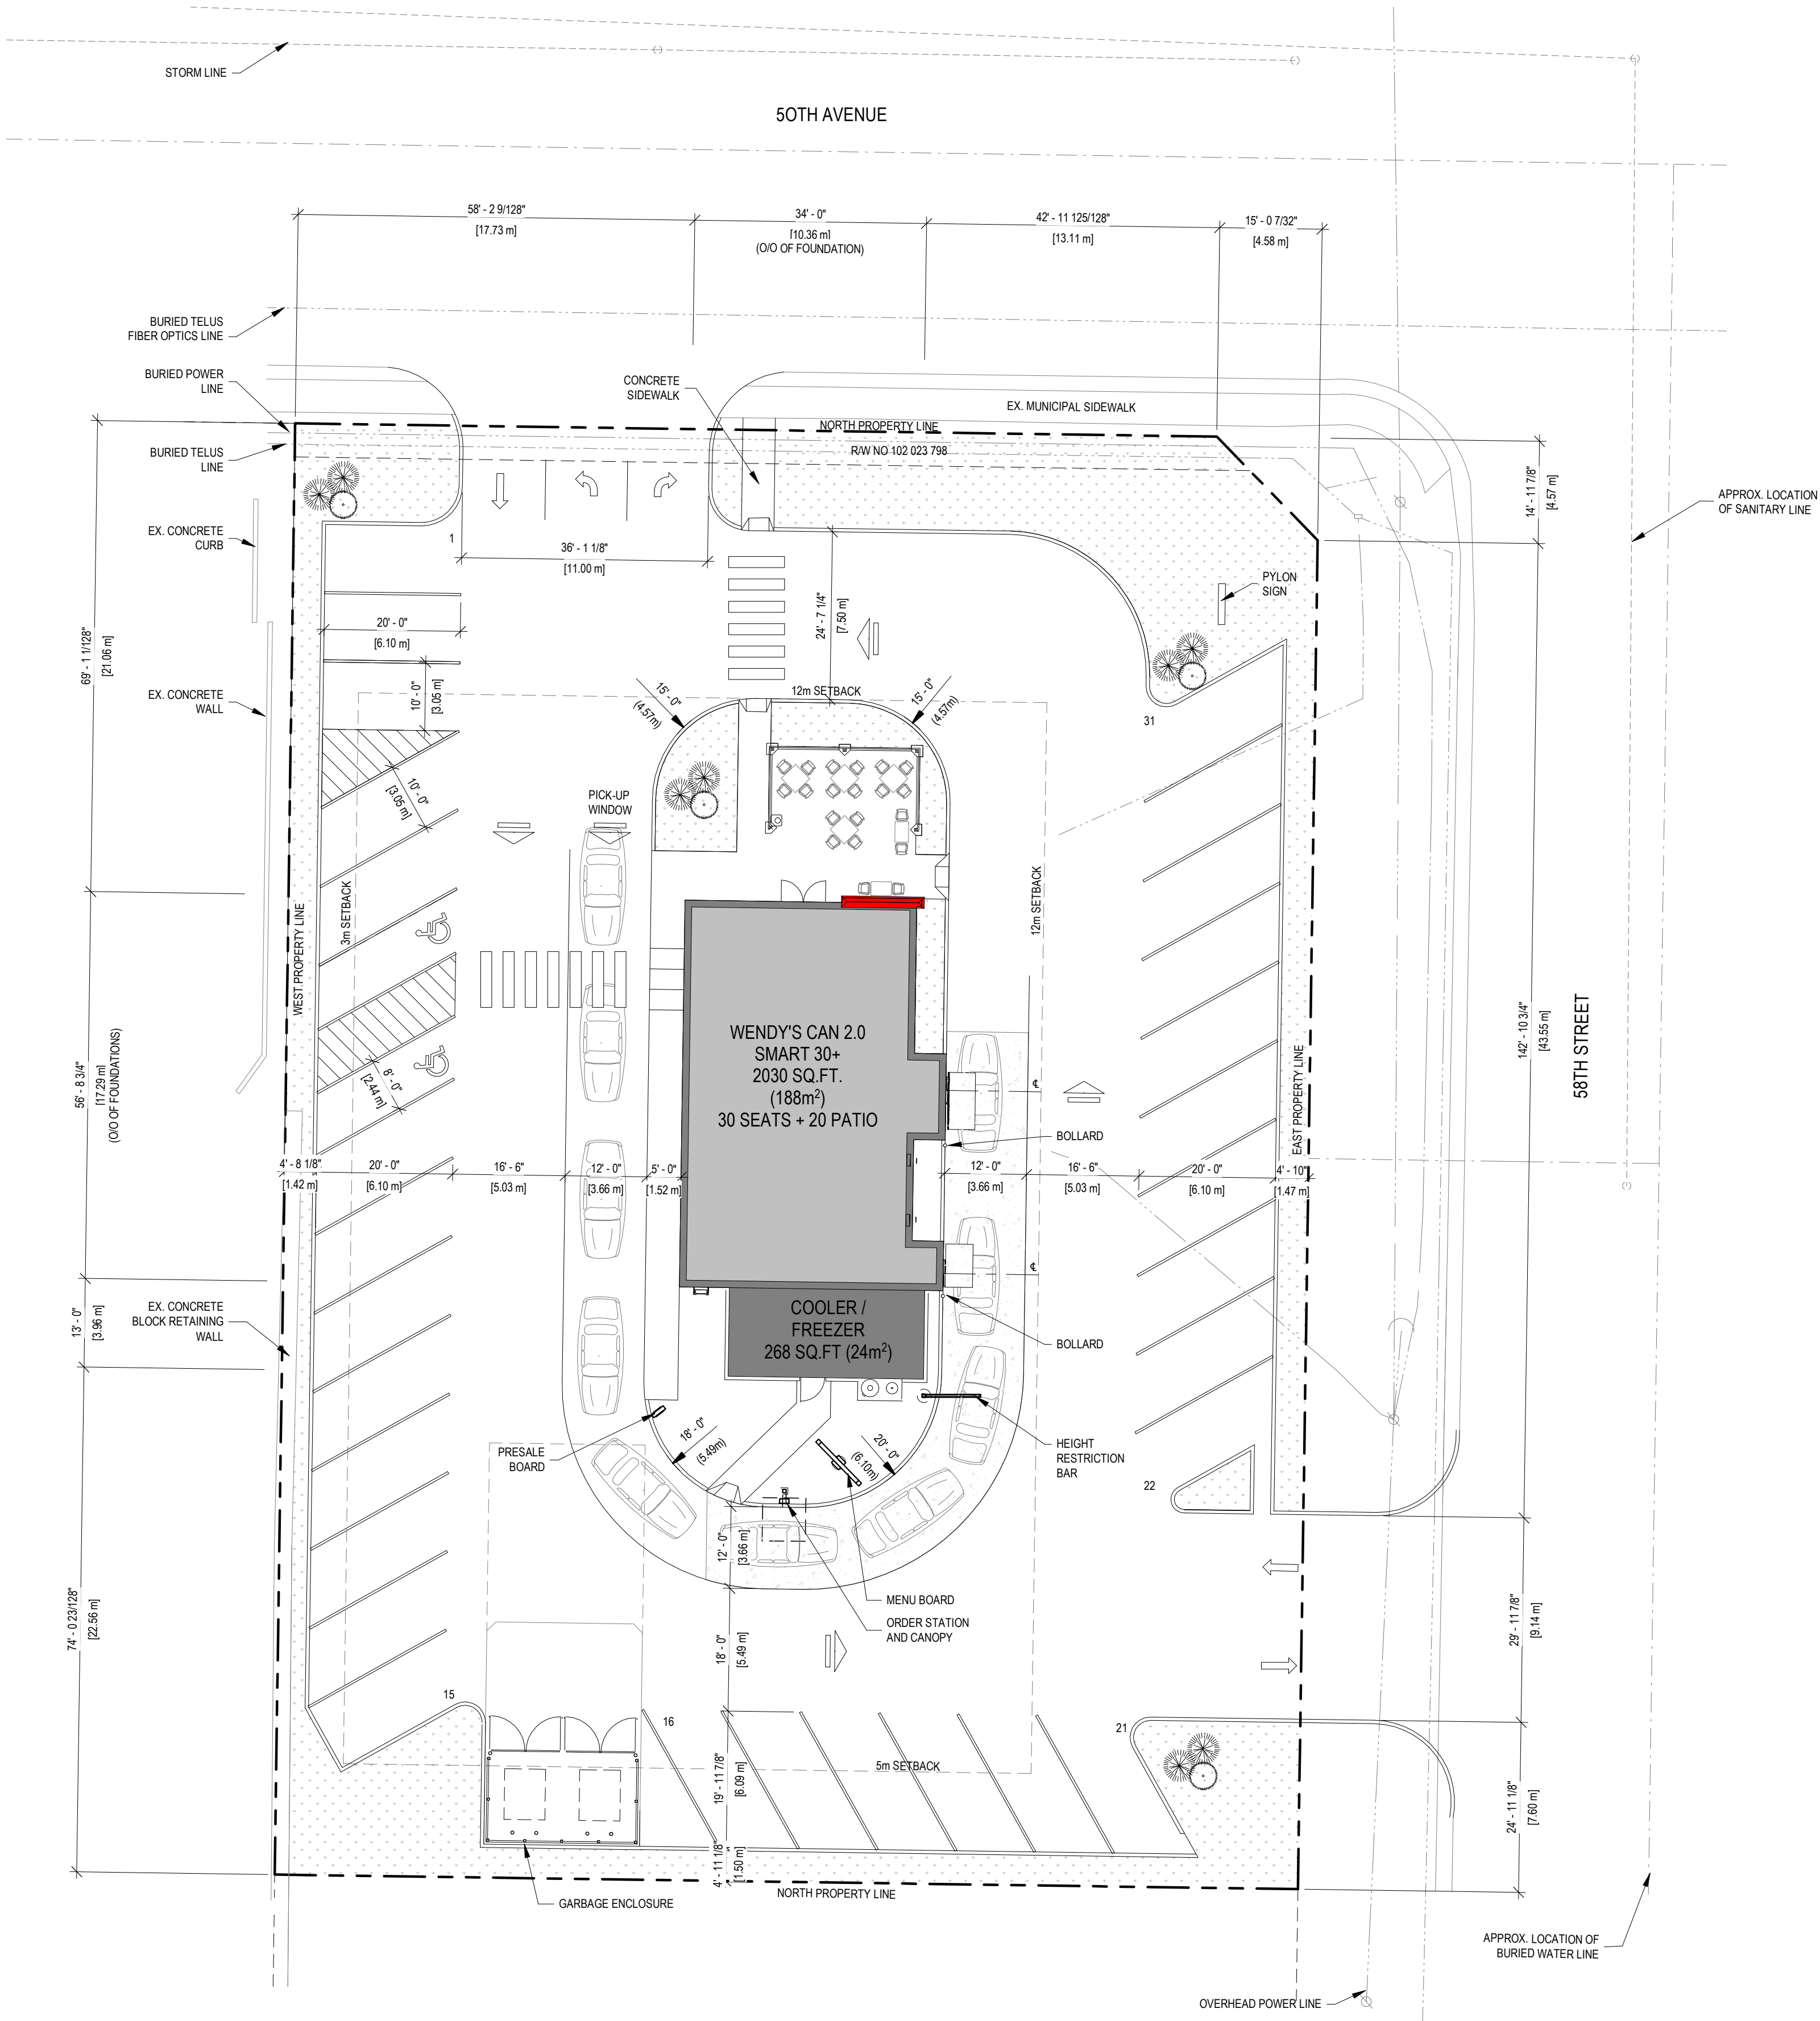 STORM LINE
5OTH AVENUE
58' - 2 9/128"
[17.73 m]
34' - 0"
[10.36 m]
(O/O OF FOUNDATION)
42' - 11 125/128"
[13.11 m]
15' - 0 7/32"
[4.58 m]
BURIED TELUS
FIBER OPTICS LINE
BURIED POWER
LINE
BURIED TELUS
LINE
CONCRETE
SIDEWALK
EX. MUNICIPAL SIDEWALK
NORTH PROPERTY LINE
R/W NO 102 023 798
14' - 11 7/8"
[4.57 m]
APPROX. LOCATION
OF SANITARY LINE
EX. CONCRETE
CURB
1
36' - 1 1/8"
[11.00 m]
24' - 7 1/4"
[7.50 m]
PYLON
SIGN
20' - 0"
[6.10 m]
69' - 1 1/128"
[21.06 m]
10' - 0"
[3.05 m]
EX. CONCRETE
WALL
15' - 0"
(4.57m)
12m SETBACK
15' - 0"
(4.57m)
31
10' - 0"
[3.05 m]
PICK-UP
WINDOW
3m SETBACK
WEST PROPERTY LINE
12m SETBACK
WENDY'S CAN 2.0
SMART 30+
2030 SQ.FT.
(188m²)
30 SEATS + 20 PATIO
142' - 10 3/4"
[43.55 m]
58TH STREET
EAST PROPERTY LINE
56' - 8 3/4"
[17.29 m]
(O/O OF FOUNDATIONS)
8' - 0"
[2.44 m]
℄
BOLLARD
4' - 8 1/8"
[1.42 m]
20' - 0"
[6.10 m]
16' - 6"
[5.03 m]
12' - 0"
[3.66 m]
5' - 0"
[1.52 m]
12' - 0"
[3.66 m]
16' - 6"
[5.03 m]
20' - 0"
[6.10 m]
4' - 10"
[1.47 m]
℄
13' - 0"
[3.96 m]
EX. CONCRETE
BLOCK RETAINING
WALL
COOLER /
FREEZER
268 SQ.FT (24m²)
BOLLARD
PRESALE
BOARD
18' - 0"
(5.49m)
20' - 0"
(6.10m)
HEIGHT
RESTRICTION
BAR
22
12' - 0"
[3.66 m]
MENU BOARD
ORDER STATION
AND CANOPY
74' - 0 23/128"
[22.56 m]
18' - 0"
[5.49 m]
29' - 11 7/8"
[9.14 m]
15
16
21
19' - 11 7/8"
[6.09 m]
5m SETBACK
24' - 11 1/8"
[7.60 m]
4' - 11 1/8"
[1.50 m]
NORTH PROPERTY LINE
GARBAGE ENCLOSURE
APPROX. LOCATION OF
BURIED WATER LINE
OVERHEAD POWER LINE